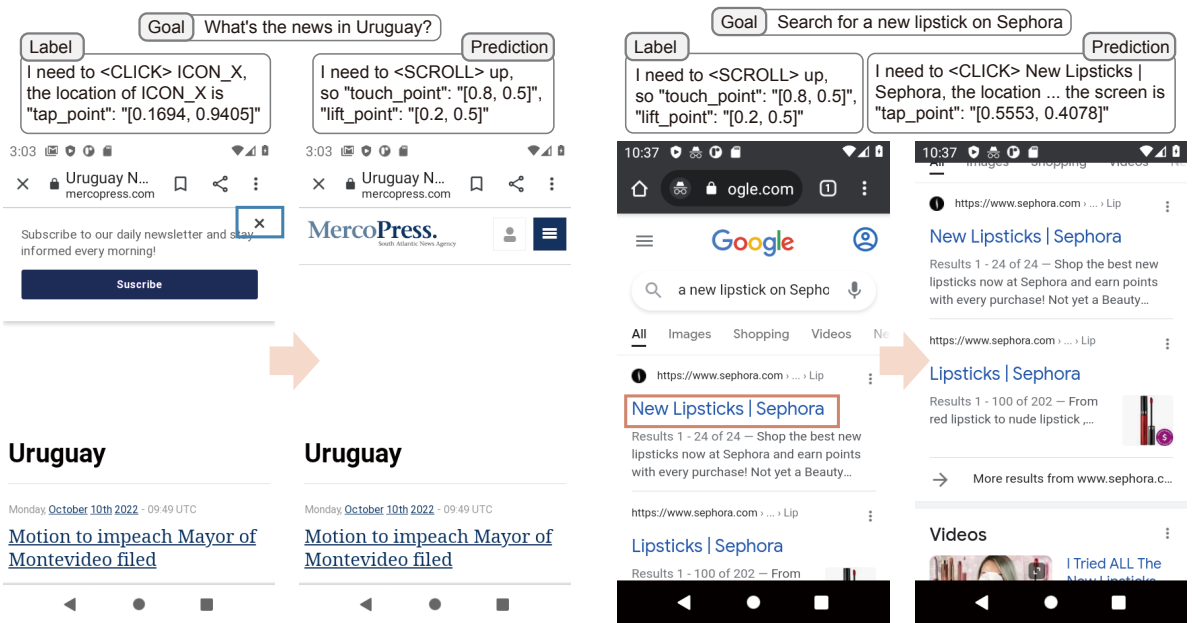 Goal What's the news in Uruguay?
Label
I need to <CLICK> ICON_X,
the location of ICON_X is
"tap_point": "[0.1694, 0.9405]"
Prediction
I need to <SCROLL> up,
so "touch_point": "[0.8, 0.5]",
"lift_point": "[0.2, 0.5]"
3:03
Uruguay N...
mercopress.com
Subscribe to our daily newsletter and stay
informed every morning!
Suscribe
Uruguay
Monday, October 10th 2022 - 09:49 UTC
Motion to impeach Mayor of
Montevideo filed
3:03
Uruguay N...
mercopress.com
MercoPress.
South Atlantic News Agency
Uruguay
Monday, October 10th 2022 - 09:49 UTC
Motion to impeach Mayor of
Montevideo filed
Goal Search for a new lipstick on Sephora
Label
I need to <SCROLL> up,
so "touch_point": "[0.8, 0.5]",
"lift_point": "[0.2, 0.5]"
Prediction
I need to <CLICK> New Lipsticks |
Sephora, the location ... the screen is
"tap_point": "[0.5553, 0.4078]"
10:37
ogle.com 1
Google
a new lipstick on Sepho
All Images Shopping Videos Ne
https://www.sephora.com › ... › Lip
New Lipsticks | Sephora
Results 1 - 24 of 24 — Shop the best new
lipsticks now at Sephora and earn points
with every purchase! Not yet a Beauty...
https://www.sephora.com › ... › Lip
Lipsticks | Sephora
Results 1 - 100 of 202 — From
10:37
All Images Shopping Videos
https://www.sephora.com › ... › Lip
New Lipsticks | Sephora
Results 1 - 24 of 24 — Shop the best new
lipsticks now at Sephora and earn points
with every purchase! Not yet a Beauty...
https://www.sephora.com › ... › Lip
Lipsticks | Sephora
Results 1 - 100 of 202 — From
red lipstick to nude lipstick ,...
More results from www.sephora.c...
Videos
I Tried ALL The
New Lipsticks